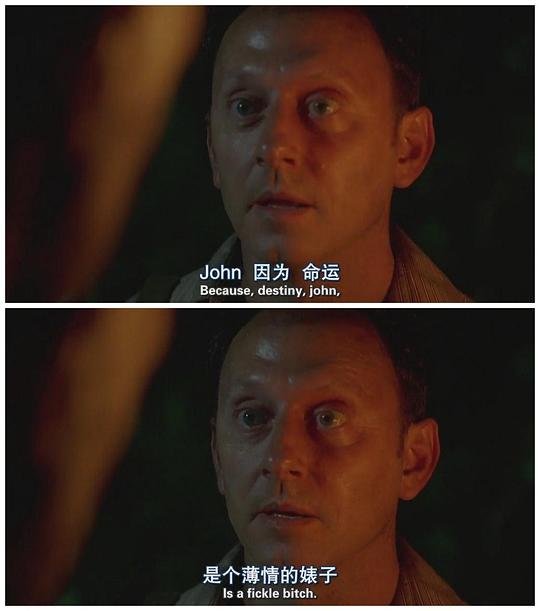 John 因为 命运
Because, destiny, john,
是个薄情的婊子
Is a fickle bitch.